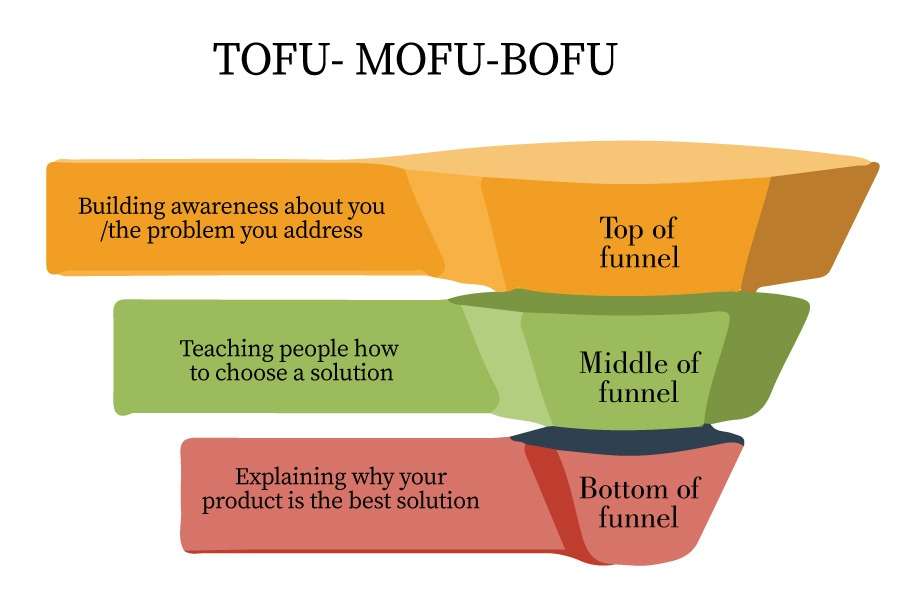 TOFU- MOFU-BOFU
Building awareness about you
/the problem you address
Top of
funnel
Teaching people how
to choose a solution
Middle of
funnel
Explaining why your
product is the best solution
Bottom of
funnel